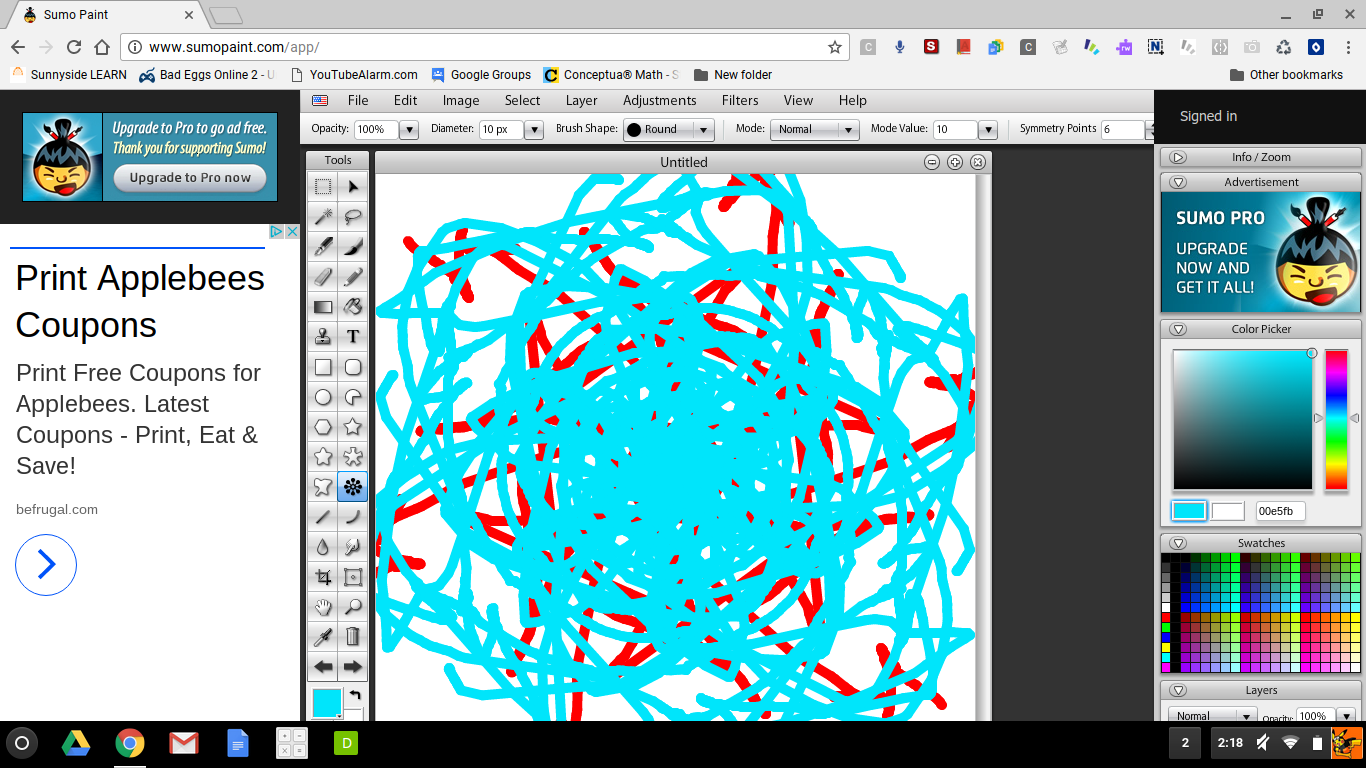 Sumo Paint
www.sumopaint.com/app/
Sunnyside LEARN
Bad Eggs Online 2 - U
YouTubeAlarm.com
Google Groups
Conceptua® Math - S
New folder
Other bookmarks
Upgrade to Pro to go ad free.
Thank you for supporting Sumo!
Upgrade to Pro now
File Edit Image Select Layer Adjustments Filters View Help
Opacity: 100% Diameter: 10 px Brush Shape: Round Mode: Normal Mode Value: 10 Symmetry Points 6
Signed in
Tools
Untitled
T
Print Applebees
Coupons
Print Free Coupons for
Applebees. Latest
Coupons - Print, Eat &
Save!
befrugal.com
Info / Zoom
Advertisement
SUMO PRO
UPGRADE
NOW AND
GET IT ALL!
Color Picker
00e5fb
Swatches
Layers
Normal Opacity: 100%
D
2
2:18